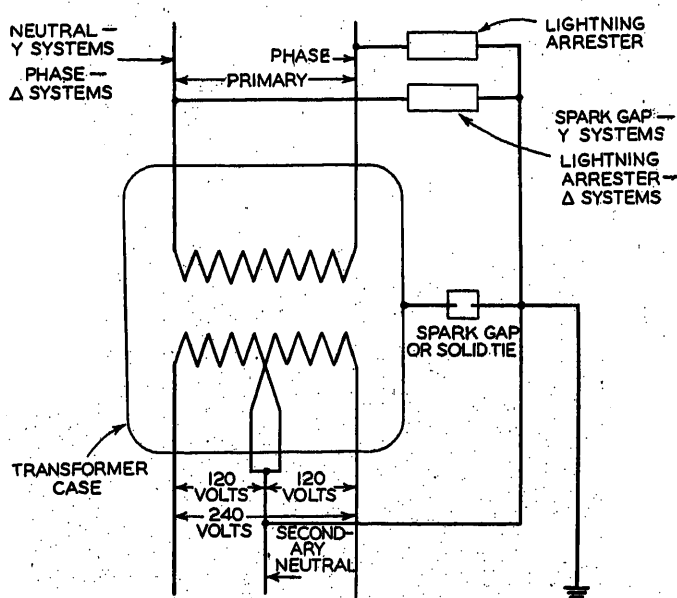 NEUTRAL—
Y SYSTEMS
PHASE—
Δ SYSTEMS
PHASE
PRIMARY
LIGHTNING
ARRESTER
SPARK GAP—
Y SYSTEMS
LIGHTNING
ARRESTER—
Δ SYSTEMS
SPARK GAP
OR SOLID TIE
TRANSFORMER
CASE
120
VOLTS
120
VOLTS
240
VOLTS
SECOND-
ARY
NEUTRAL